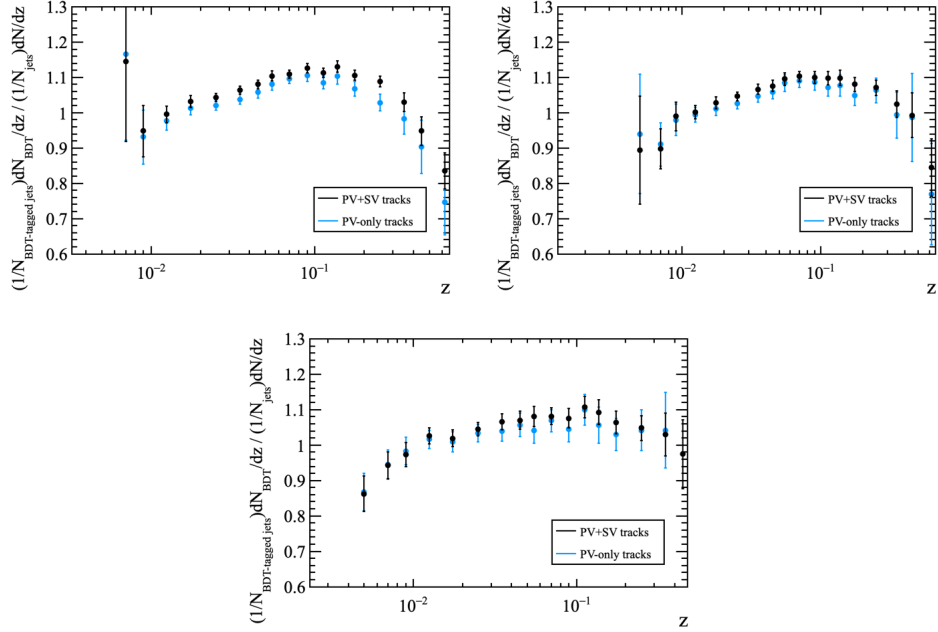 (1/N_BDT-tagged jets)dN_BDT/dz / (1/N_jets)dN/dz
1.3
1.2
1.1
1
0.9
0.8
0.7
0.6
PV+SV tracks
PV-only tracks
10⁻²
10⁻¹
z
(1/N_BDT-tagged jets)dN_BDT/dz / (1/N_jets)dN/dz
1.3
1.2
1.1
1
0.9
0.8
0.7
0.6
PV+SV tracks
PV-only tracks
10⁻²
10⁻¹
z
(1/N_BDT-tagged jets)dN_BDT/dz / (1/N_jets)dN/dz
1.3
1.2
1.1
1
0.9
0.8
0.7
0.6
PV+SV tracks
PV-only tracks
10⁻²
10⁻¹
z